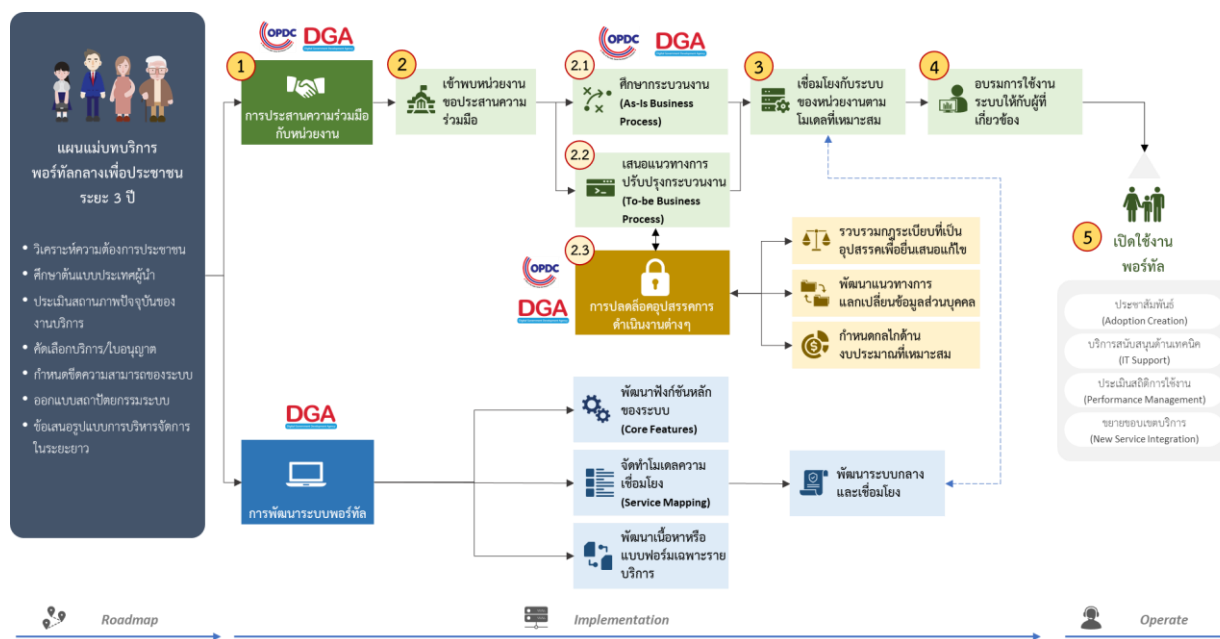 แผนแม่บทบริการ
พอร์ทัลกลางเพื่อประชาชน
ระยะ 3 ปี
• วิเคราะห์ความต้องการประชาชน
• ศึกษาต้นแบบประเทศผู้นำ
• ประเมินสถานภาพปัจจุบันของ
งานบริการ
• คัดเลือกบริการ/ใบอนุญาต
• กำหนดขีดความสามารถของระบบ
• ออกแบบสถาปัตยกรรมระบบ
• ข้อเสนอรูปแบบการบริหารจัดการ
ในระยะยาว
OPDC
DGA
1
การประสานความร่วมมือ
กับหน่วยงาน
2
เข้าพบหน่วยงาน
ขอประสานความ
ร่วมมือ
OPDC
DGA
2.1
ศึกษากระบวนงาน
(As-Is Business
Process)
2.2
เสนอแนวทางการ
ปรับปรุงกระบวนงาน
(To-be Business
Process)
OPDC
DGA
2.3
การปลดล็อคอุปสรรคการ
ดำเนินงานต่างๆ
3
เชื่อมโยงกับระบบ
ของหน่วยงานตาม
โมเดลที่เหมาะสม
4
อบรมการใช้งาน
ระบบให้กับผู้ที่
เกี่ยวข้อง
รวบรวมกฎระเบียบที่เป็น
อุปสรรคเพื่อยื่นเสนอแก้ไข
พัฒนาแนวทางการ
แลกเปลี่ยนข้อมูลส่วนบุคคล
กำหนดกลไกด้าน
งบประมาณที่เหมาะสม
5
เปิดใช้งาน
พอร์ทัล
ประชาสัมพันธ์
(Adoption Creation)
บริการสนับสนุนด้านเทคนิค
(IT Support)
ประเมินสถิติการใช้งาน
(Performance Management)
ขยายขอบเขตบริการ
(New Service Integration)
DGA
การพัฒนาระบบพอร์ทัล
พัฒนาฟังก์ชันหลัก
ของระบบ
(Core Features)
จัดทำโมเดลความ
เชื่อมโยง
(Service Mapping)
พัฒนาเนื้อหาหรือ
แบบฟอร์มเฉพาะราย
บริการ
พัฒนาระบบกลาง
และเชื่อมโยง
Roadmap
Implementation
Operate